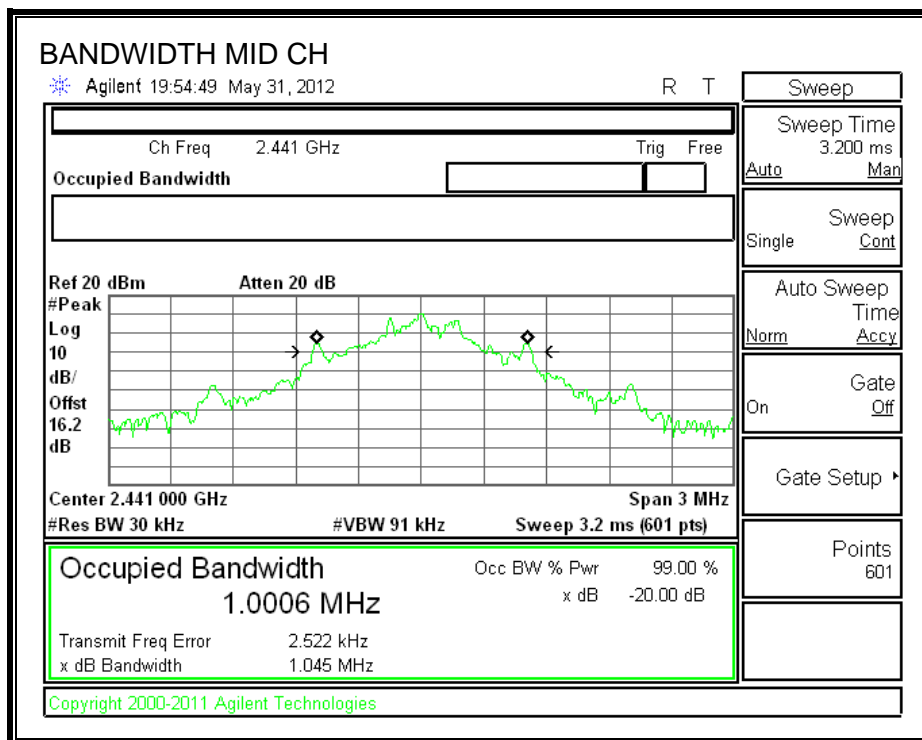 BANDWIDTH MID CH
Agilent 19:54:49 May 31, 2012 R T
Ch Freq 2.441 GHz Trig Free
Occupied Bandwidth
Ref 20 dBm Atten 20 dB
#Peak
Log
10
dB/
Offst
16.2
dB
Center 2.441 000 GHz Span 3 MHz
#Res BW 30 kHz #VBW 91 kHz Sweep 3.2 ms (601 pts)
Occupied Bandwidth Occ BW % Pwr 99.00 %
1.0006 MHz x dB -20.00 dB
Transmit Freq Error 2.522 kHz
x dB Bandwidth 1.045 MHz
Copyright 2000-2011 Agilent Technologies
Sweep
Sweep Time
3.200 ms
Auto Man
Sweep
Single Cont
Auto Sweep
Time
Norm Accy
Gate
On Off
Gate Setup
Points
601